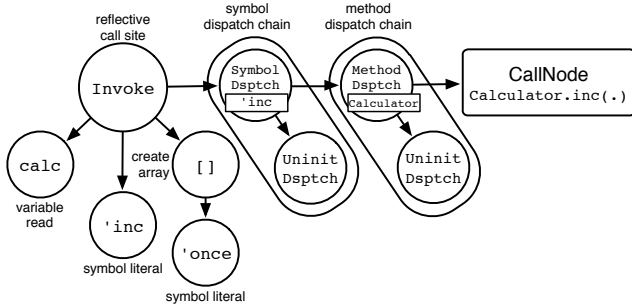 reflective
call site
symbol
dispatch chain
method
dispatch chain
Invoke
Symbol
Dsptch
'inc
Method
Dsptch
Calculator
CallNode
Calculator.inc(.)
calc
variable
read
'inc
symbol literal
create
array
[]
'once
symbol literal
Uninit
Dsptch
Uninit
Dsptch